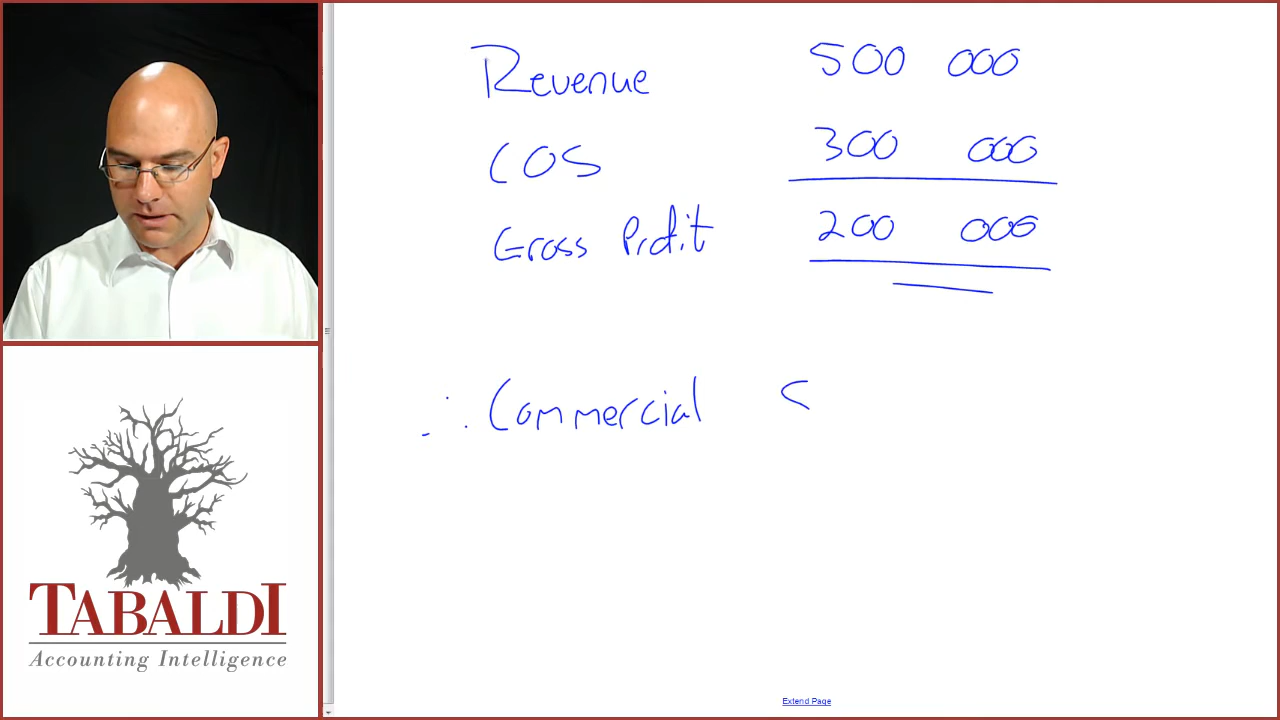 Revenue 500 000
COS 300 000
Gross Profit 200 000
∴ Commercial S
TABALDI
Accounting Intelligence
Extend Page